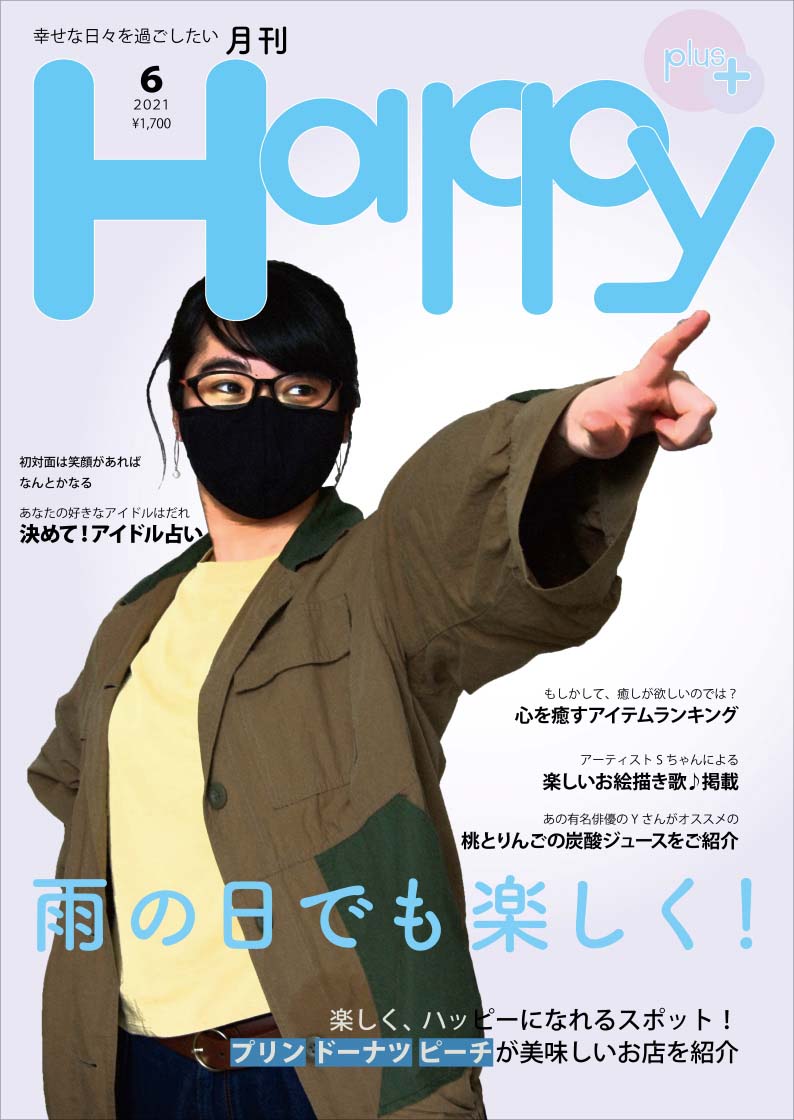 幸せな日々を過ごしたい 月刊
plus+
6
2021
¥1,700
Happy
初対面は笑顔があれば
なんとかなる
あなたの好きなアイドルはだれ
決めて！アイドル占い
もしかして、癒しが欲しいのでは？
心を癒すアイテムランキング
アーティストSちゃんによる
楽しいお絵描き歌♪掲載
あの有名俳優のYさんがオススメの
桃とりんごの炭酸ジュースをご紹介
雨の日でも楽しく！
楽しく、ハッピーになれるスポット！
プリン ドーナツ ピーチが美味しいお店を紹介